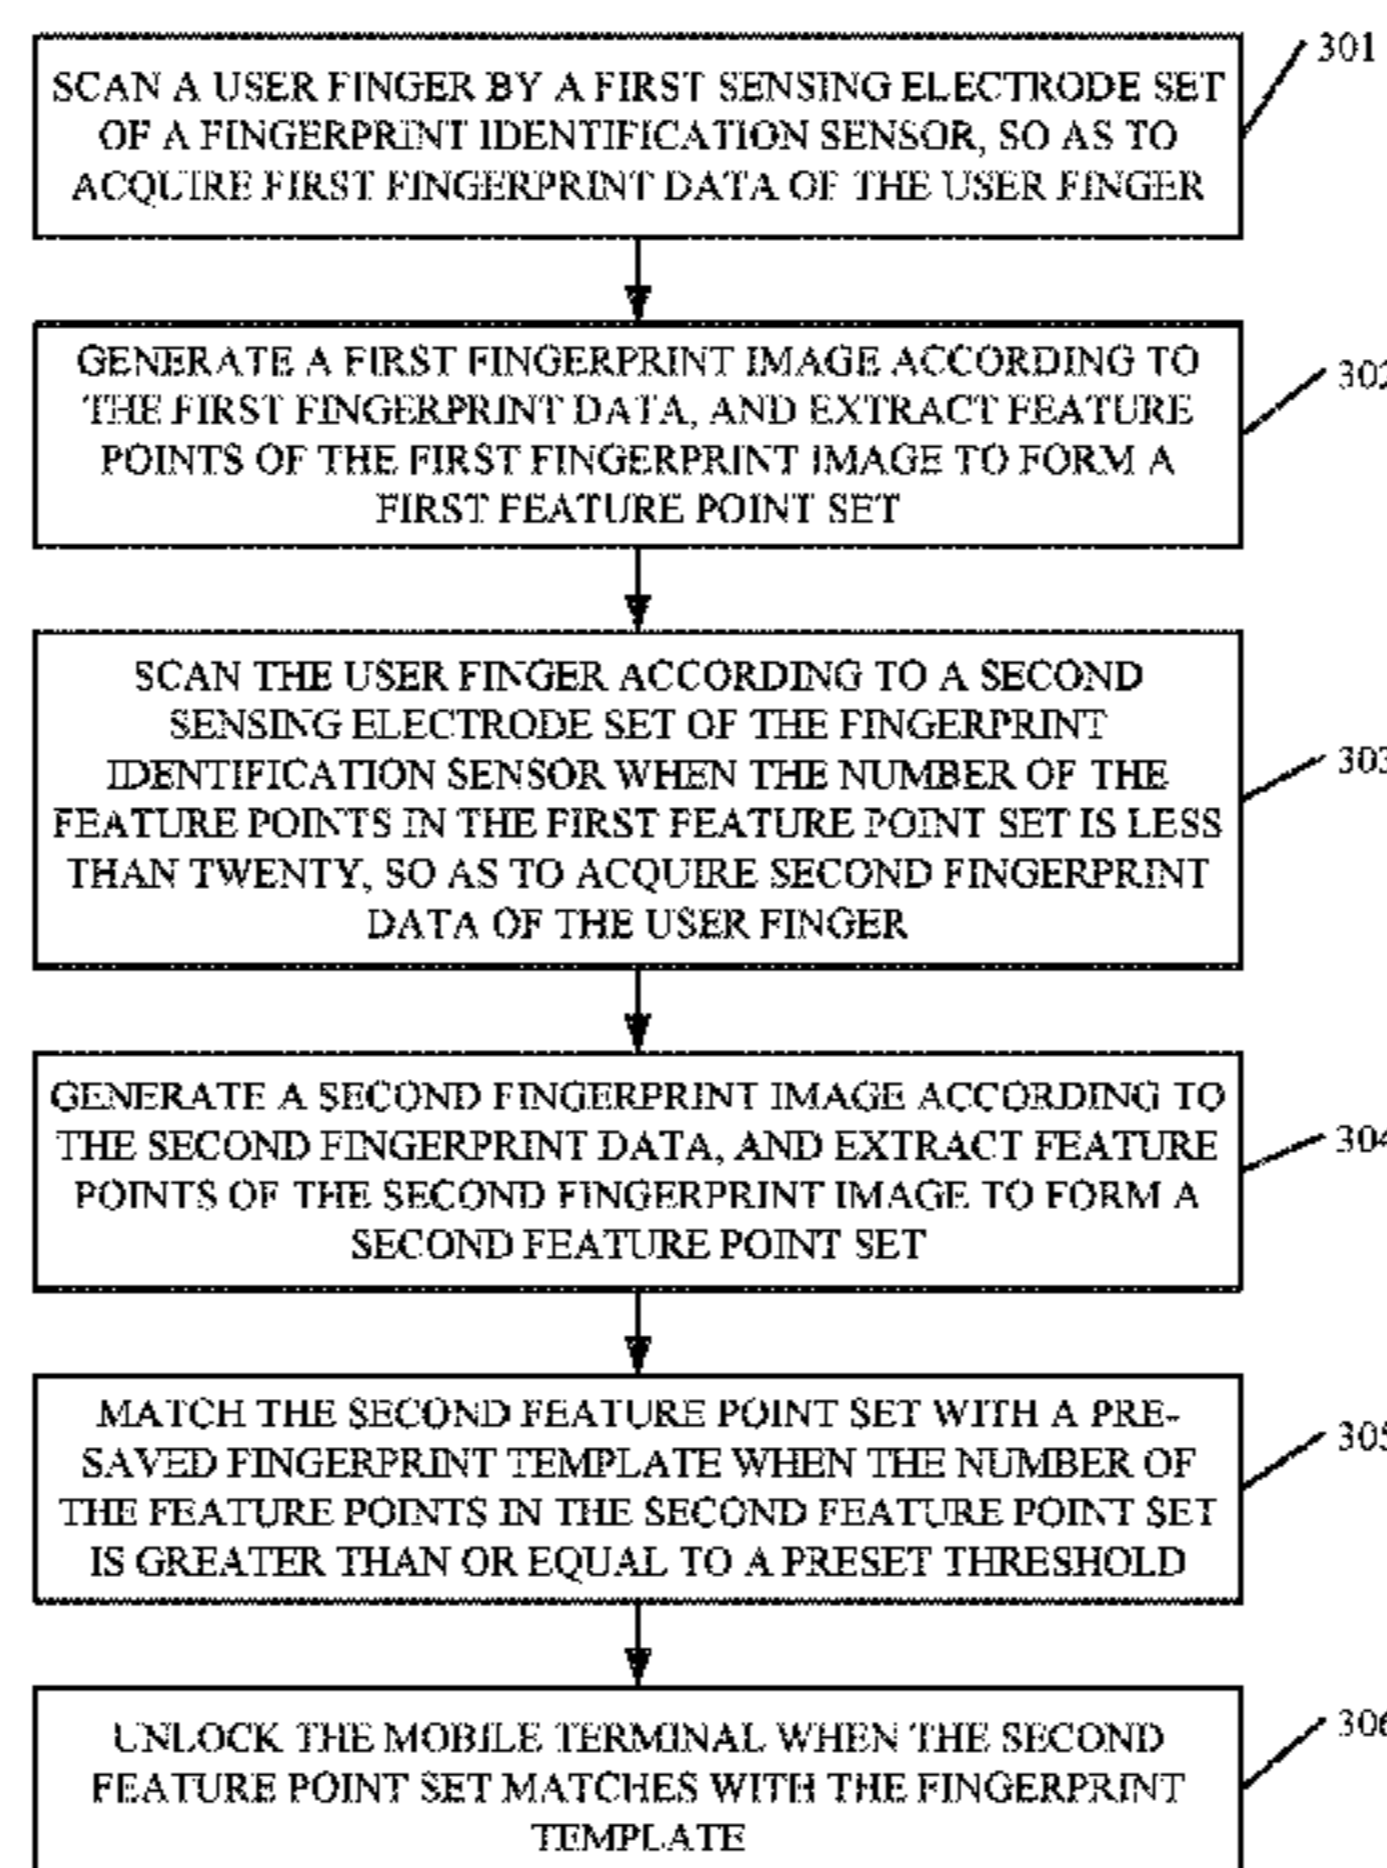 SCAN A USER FINGER BY A FIRST SENSING ELECTRODE SET
OF A FINGERPRINT IDENTIFICATION SENSOR, SO AS TO
ACQUIRE FIRST FINGERPRINT DATA OF THE USER FINGER
301
GENERATE A FIRST FINGERPRINT IMAGE ACCORDING TO
THE FIRST FINGERPRINT DATA, AND EXTRACT FEATURE
POINTS OF THE FIRST FINGERPRINT IMAGE TO FORM A
FIRST FEATURE POINT SET
302
SCAN THE USER FINGER ACCORDING TO A SECOND
SENSING ELECTRODE SET OF THE FINGERPRINT
IDENTIFICATION SENSOR WHEN THE NUMBER OF THE
FEATURE POINTS IN THE FIRST FEATURE POINT SET IS LESS
THAN TWENTY, SO AS TO ACQUIRE SECOND FINGERPRINT
DATA OF THE USER FINGER
303
GENERATE A SECOND FINGERPRINT IMAGE ACCORDING TO
THE SECOND FINGERPRINT DATA, AND EXTRACT FEATURE
POINTS OF THE SECOND FINGERPRINT IMAGE TO FORM A
SECOND FEATURE POINT SET
304
MATCH THE SECOND FEATURE POINT SET WITH A PRE-
SAVED FINGERPRINT TEMPLATE WHEN THE NUMBER OF
THE FEATURE POINTS IN THE SECOND FEATURE POINT SET
IS GREATER THAN OR EQUAL TO A PRESET THRESHOLD
305
UNLOCK THE MOBILE TERMINAL WHEN THE SECOND
FEATURE POINT SET MATCHES WITH THE FINGERPRINT
TEMPLATE
306